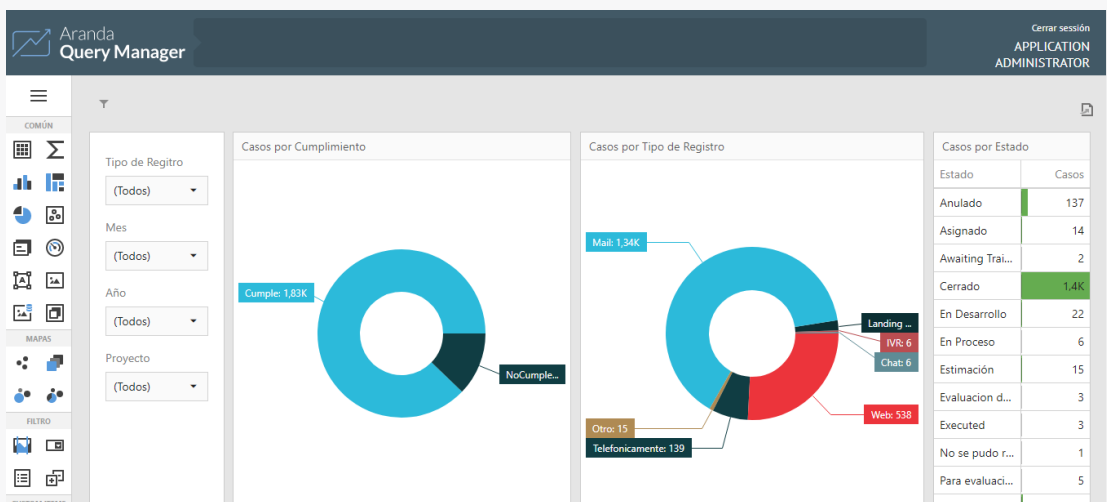 Aranda
Query Manager
Cerrar sesión
APPLICATION
ADMINISTRATOR
COMÚN
MAPAS
FILTRO
Tipo de Regitro
(Todos)
Mes
(Todos)
Año
(Todos)
Proyecto
(Todos)
Casos por Cumplimiento
Cumple: 1,83K
NoCumple...
Casos por Tipo de Registro
Mail: 1,34K
Landing ...
IVR: 6
Chat: 6
Web: 538
Otro: 15
Telefonicamente: 139
Casos por Estado
Estado Casos
Anulado 137
Asignado 14
Awaiting Trai... 2
Cerrado 1,4K
En Desarrollo 22
En Proceso 6
Estimación 15
Evaluacion d... 3
Executed 3
No se pudo r... 1
Para evaluaci... 5